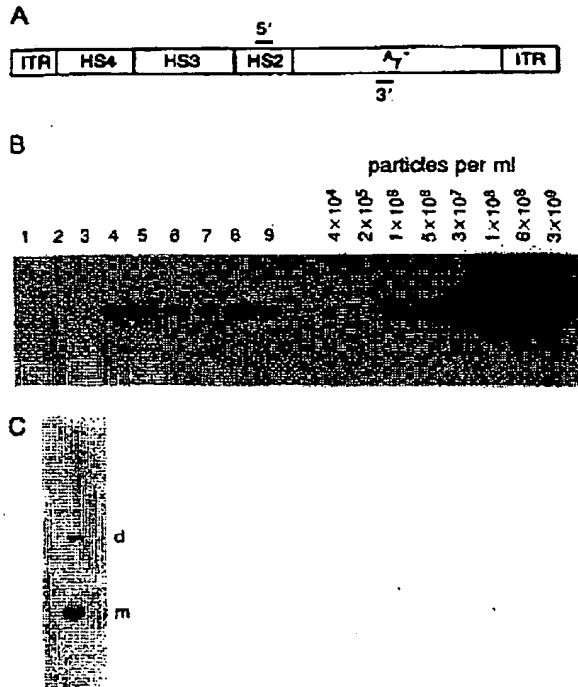 A
5'
ITR HS4 HS3 HS2 Aγ* ITR
3'
B
particles per ml
1 2 3 4 5 6 7 8 9 4×10⁴ 2×10⁵ 1×10⁶ 5×10⁶ 3×10⁷ 1×10⁸ 6×10⁸ 3×10⁹
C
d
m